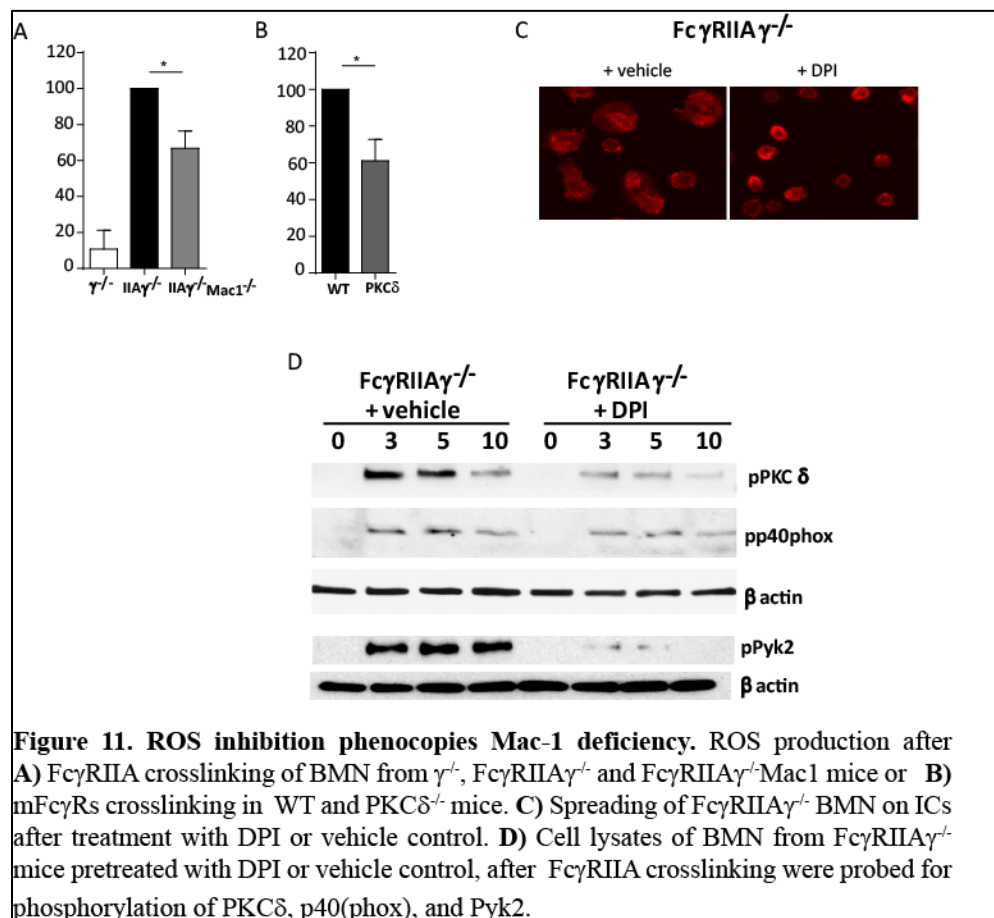 A
B
C
FcγRIIAγ-/-
+ vehicle
+ DPI
120
100
80
60
40
20
0
*
γ-/-
IIAγ-/-
IIAγ-/-Mac1-/-
120
100
80
60
40
20
0
*
WT
PKCδ
D
FcγRIIAγ-/-
+ vehicle
FcγRIIAγ-/-
+ DPI
0 3 5 10 0 3 5 10
pPKC δ
pp40phox
β actin
pPyk2
β actin
Figure 11. ROS inhibition phenocopies Mac-1 deficiency. ROS production after
A) FcγRIIA crosslinking of BMN from γ-/-, FcγRIIAγ-/- and FcγRIIAγ-/-Mac1 mice or B)
mFcγRs crosslinking in WT and PKCδ-/- mice. C) Spreading of FcγRIIAγ-/- BMN on ICs
after treatment with DPI or vehicle control. D) Cell lysates of BMN from FcγRIIAγ-/-
mice pretreated with DPI or vehicle control, after FcγRIIA crosslinking were probed for
phosphorylation of PKCδ, p40(phox), and Pyk2.